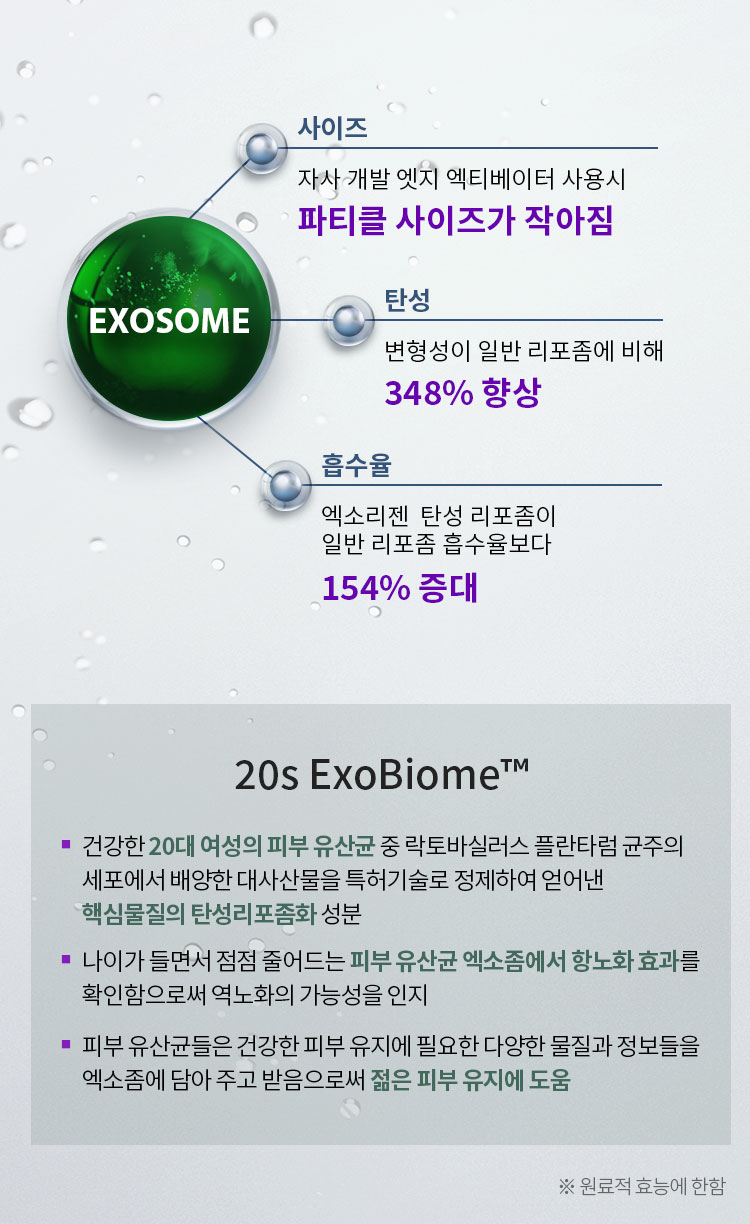 사이즈
자사 개발 엣지 엑티베이터 사용시
파티클 사이즈가 작아짐
EXOSOME
탄성
변형성이 일반 리포좀에 비해
348% 향상
흡수율
엑소리젠 탄성 리포좀이
일반 리포좀 흡수율보다
154% 증대
20s ExoBiome™
▪ 건강한 20대 여성의 피부 유산균 중 락토바실러스 플란타럼 균주의
세포에서 배양한 대사산물을 특허기술로 정제하여 얻어낸
핵심물질의 탄성리포좀화 성분
▪ 나이가 들면서 점점 줄어드는 피부 유산균 엑소좀에서 항노화 효과를
확인함으로써 역노화의 가능성을 인지
▪ 피부 유산균들은 건강한 피부 유지에 필요한 다양한 물질과 정보들을
엑소좀에 담아 주고 받음으로써 젊은 피부 유지에 도움
※ 원료적 효능에 한함